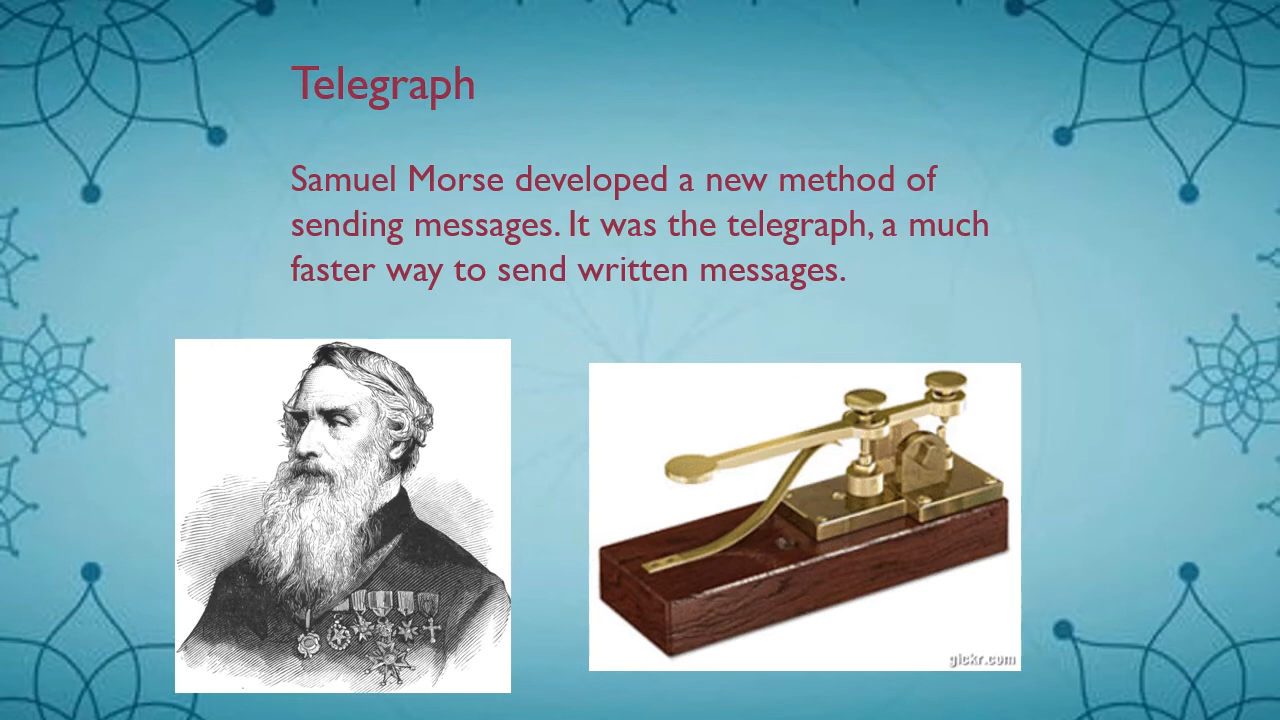 Telegraph
Samuel Morse developed a new method of
sending messages. It was the telegraph, a much
faster way to send written messages.
gickr.com